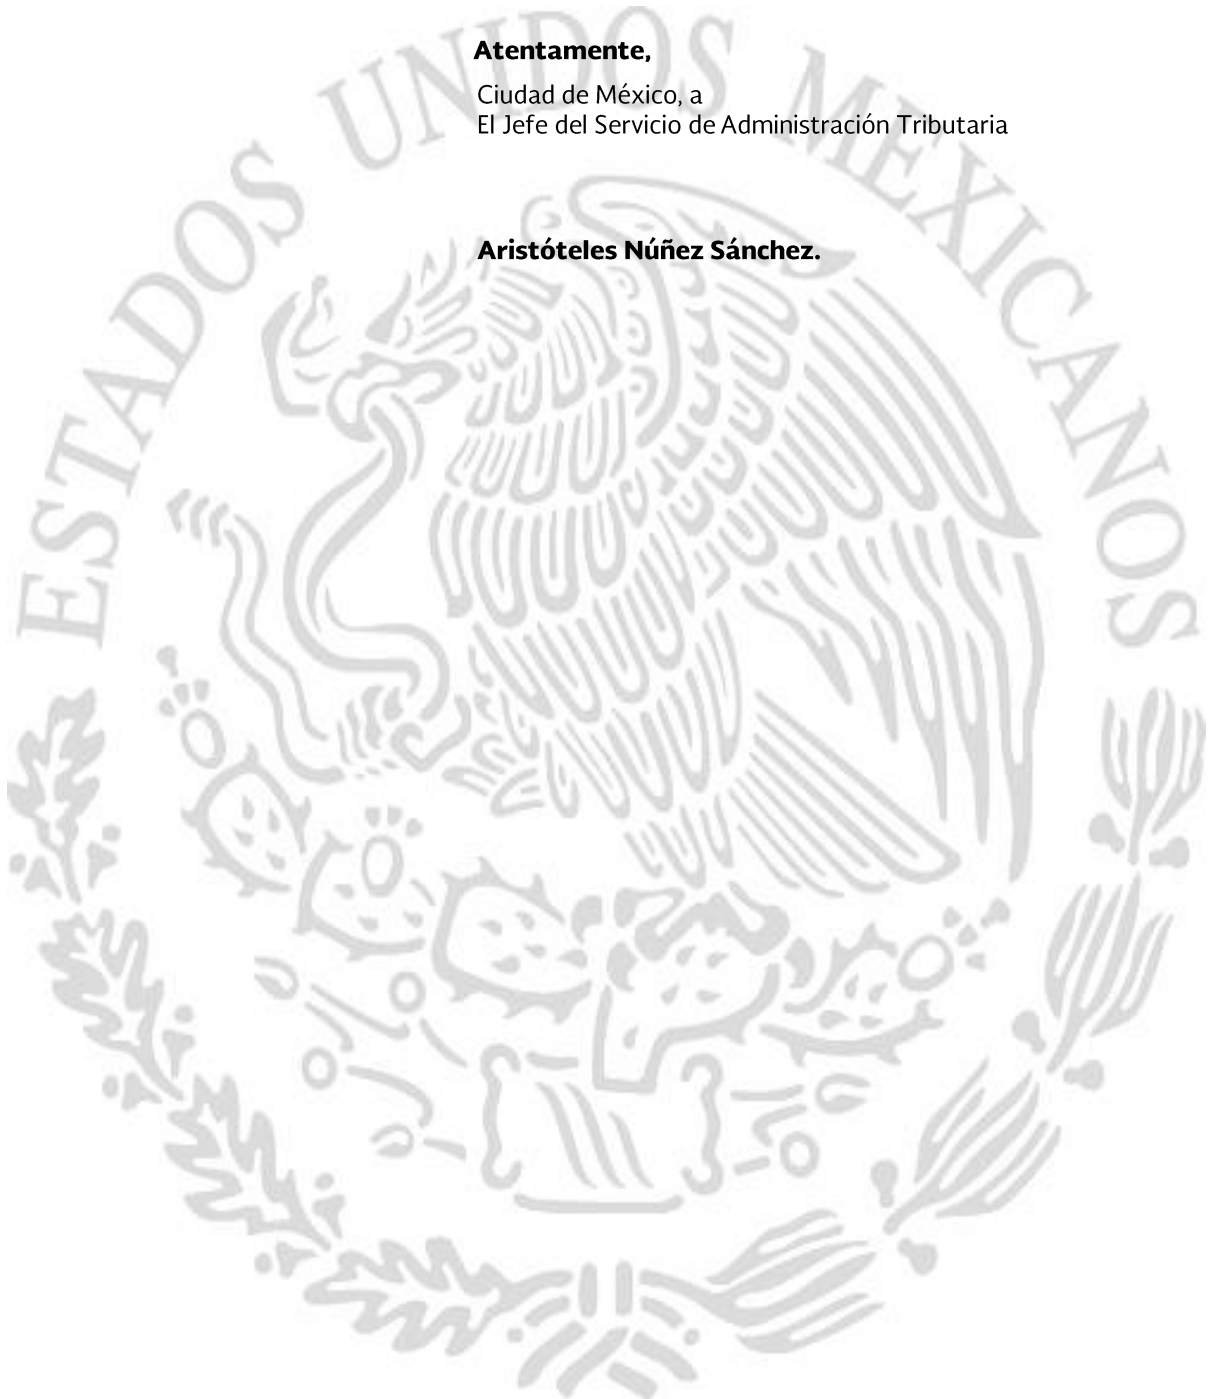 Atentamente,
Ciudad de México, a
El Jefe del Servicio de Administración Tributaria
Aristóteles Núñez Sánchez.
ESTADOS UNIDOS MEXICANOS